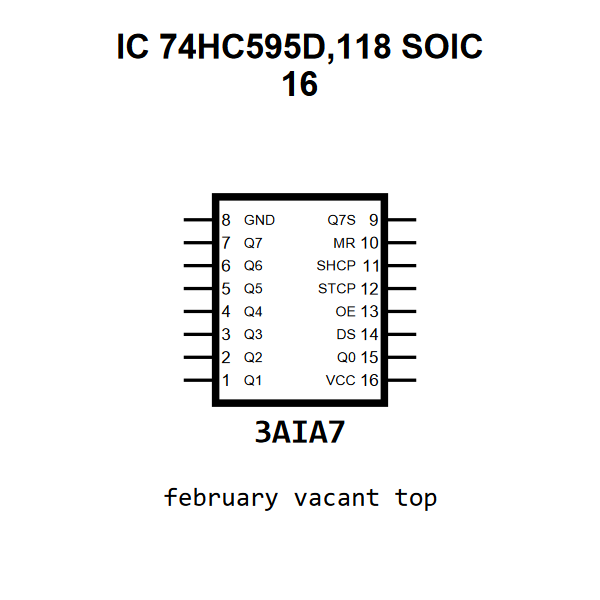 IC 74HC595D,118 SOIC
16
8 GND Q7S 9
7 Q7 MR 10
6 Q6 SHCP 11
5 Q5 STCP 12
4 Q4 OE 13
3 Q3 DS 14
2 Q2 Q0 15
1 Q1 VCC 16
3AIA7
february vacant top